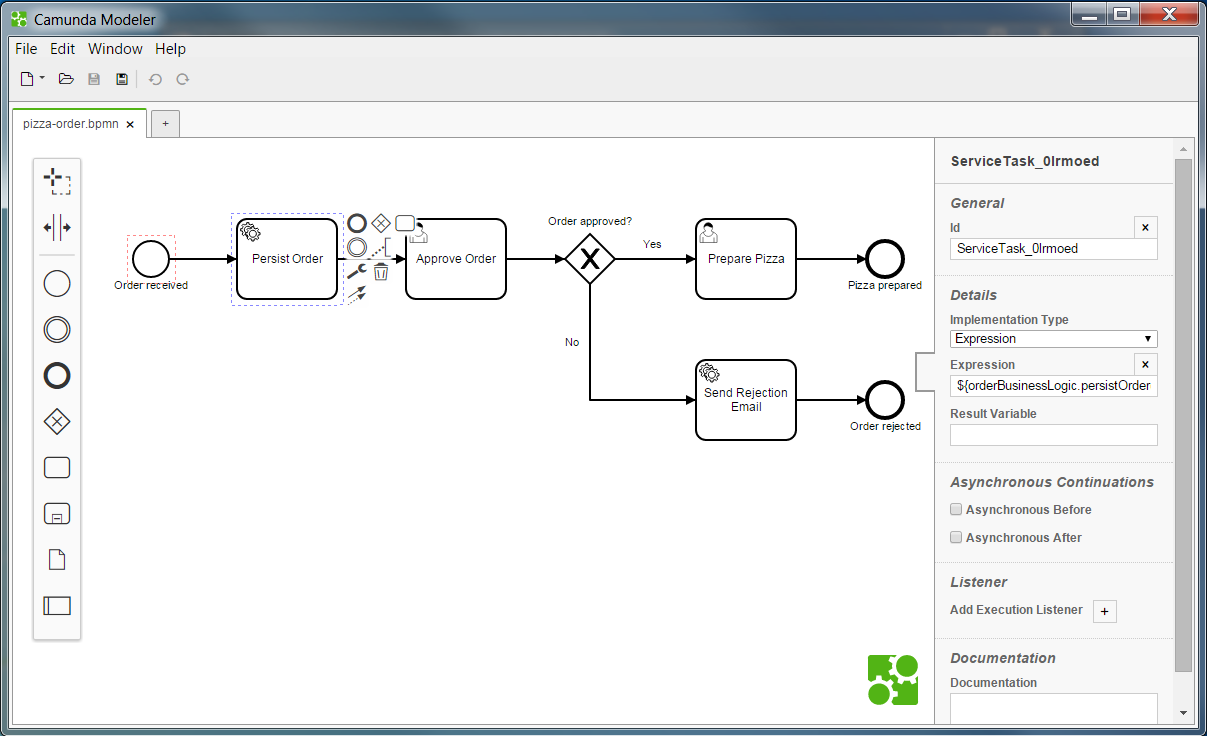 Camunda Modeler
File Edit Window Help
pizza-order.bpmn ×
+
Order received
Persist Order
Approve Order
Order approved?
Yes
No
Prepare Pizza
Pizza prepared
Send Rejection
Email
Order rejected
ServiceTask_0lrmoed
General
Id
×
ServiceTask_0lrmoed
Details
Implementation Type
Expression
Expression
×
${orderBusinessLogic.persistOrder
Result Variable
Asynchronous Continuations
Asynchronous Before
Asynchronous After
Listener
Add Execution Listener +
Documentation
Documentation